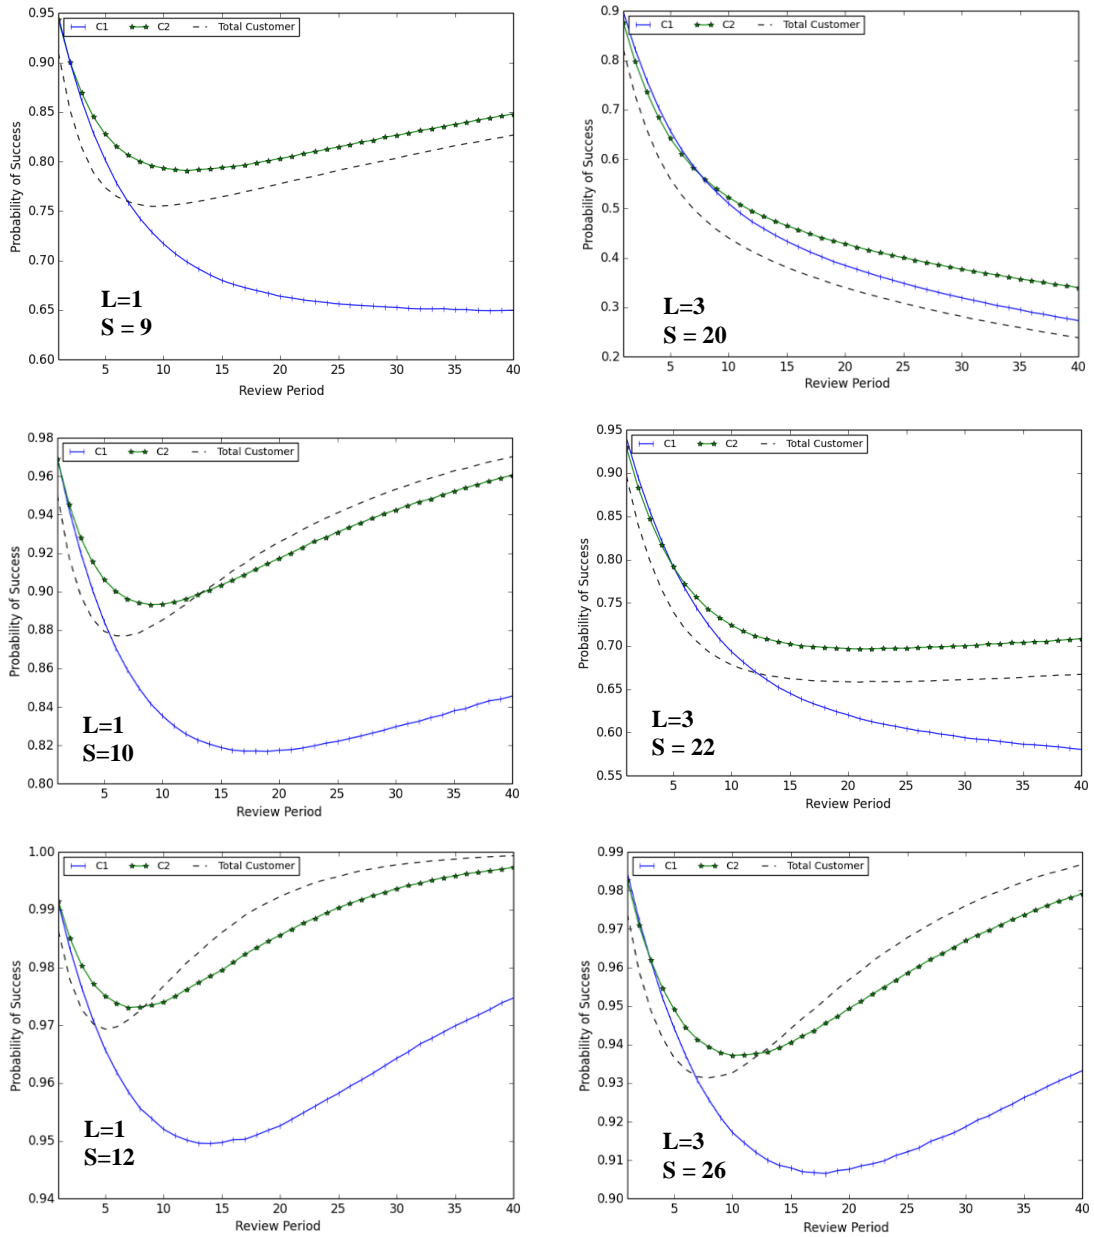 C1 C2 Total Customer
0.95
0.90
0.85
0.80
0.75
0.70
0.65
0.60
Probability of Success
L=1
S = 9
5 10 15 20 25 30 35 40
Review Period
C1 C2 Total Customer
0.9
0.8
0.7
0.6
0.5
0.4
0.3
0.2
Probability of Success
L=3
S = 20
5 10 15 20 25 30 35 40
Review Period
C1 C2 Total Customer
0.98
0.96
0.94
0.92
0.90
0.88
0.86
0.84
0.82
0.80
Probability of Success
L=1
S=10
5 10 15 20 25 30 35 40
Review Period
C1 C2 Total Customer
0.95
0.90
0.85
0.80
0.75
0.70
0.65
0.60
0.55
Probability of Success
L=3
S = 22
5 10 15 20 25 30 35 40
Review Period
C1 C2 Total Customer
1.00
0.99
0.98
0.97
0.96
0.95
0.94
Probability of Success
L=1
S=12
5 10 15 20 25 30 35 40
Review Period
C1 C2 Total Customer
0.99
0.98
0.97
0.96
0.95
0.94
0.93
0.92
0.91
0.90
Probability of Success
L=3
S = 26
5 10 15 20 25 30 35 40
Review Period